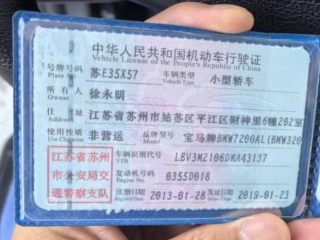 中华人民共和国机动车行驶证
Vehicle License of the People's Republic of China
号牌号码 苏E35X57 车辆类型 小型轿车
Plate No. Vehicle Type
所有人 徐永明
Owner
住址 江苏省苏州市姑苏区平江区财神里6幢202室
Address
使用性质 非营运 品牌型号 宝马牌BMW7200AL(BMW320
Use Character Model
江苏省苏州
市公安局交
通警察支队
车辆识别代号 LBV3M2106DMA43137
VIN
发动机号码 0355D018
Engine No.
注册日期 2013-01-28 发证日期 2019-01-23
Register Date Issue Date